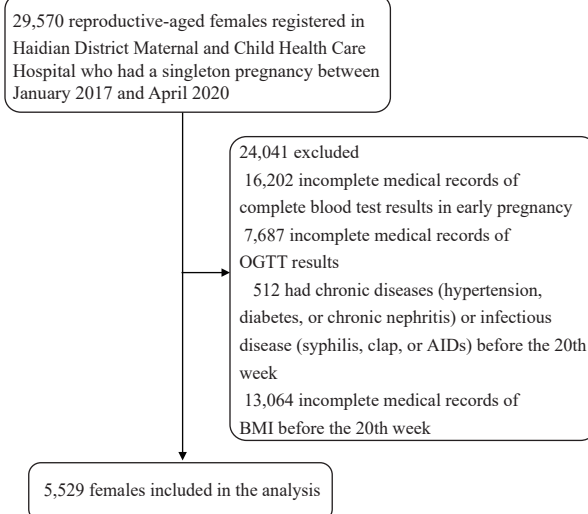 29,570 reproductive-aged females registered in
Haidian District Maternal and Child Health Care
Hospital who had a singleton pregnancy between
January 2017 and April 2020
24,041 excluded
16,202 incomplete medical records of
complete blood test results in early pregnancy
7,687 incomplete medical records of
OGTT results
512 had chronic diseases (hypertension,
diabetes, or chronic nephritis) or infectious
disease (syphilis, clap, or AIDs) before the 20th
week
13,064 incomplete medical records of
BMI before the 20th week
5,529 females included in the analysis